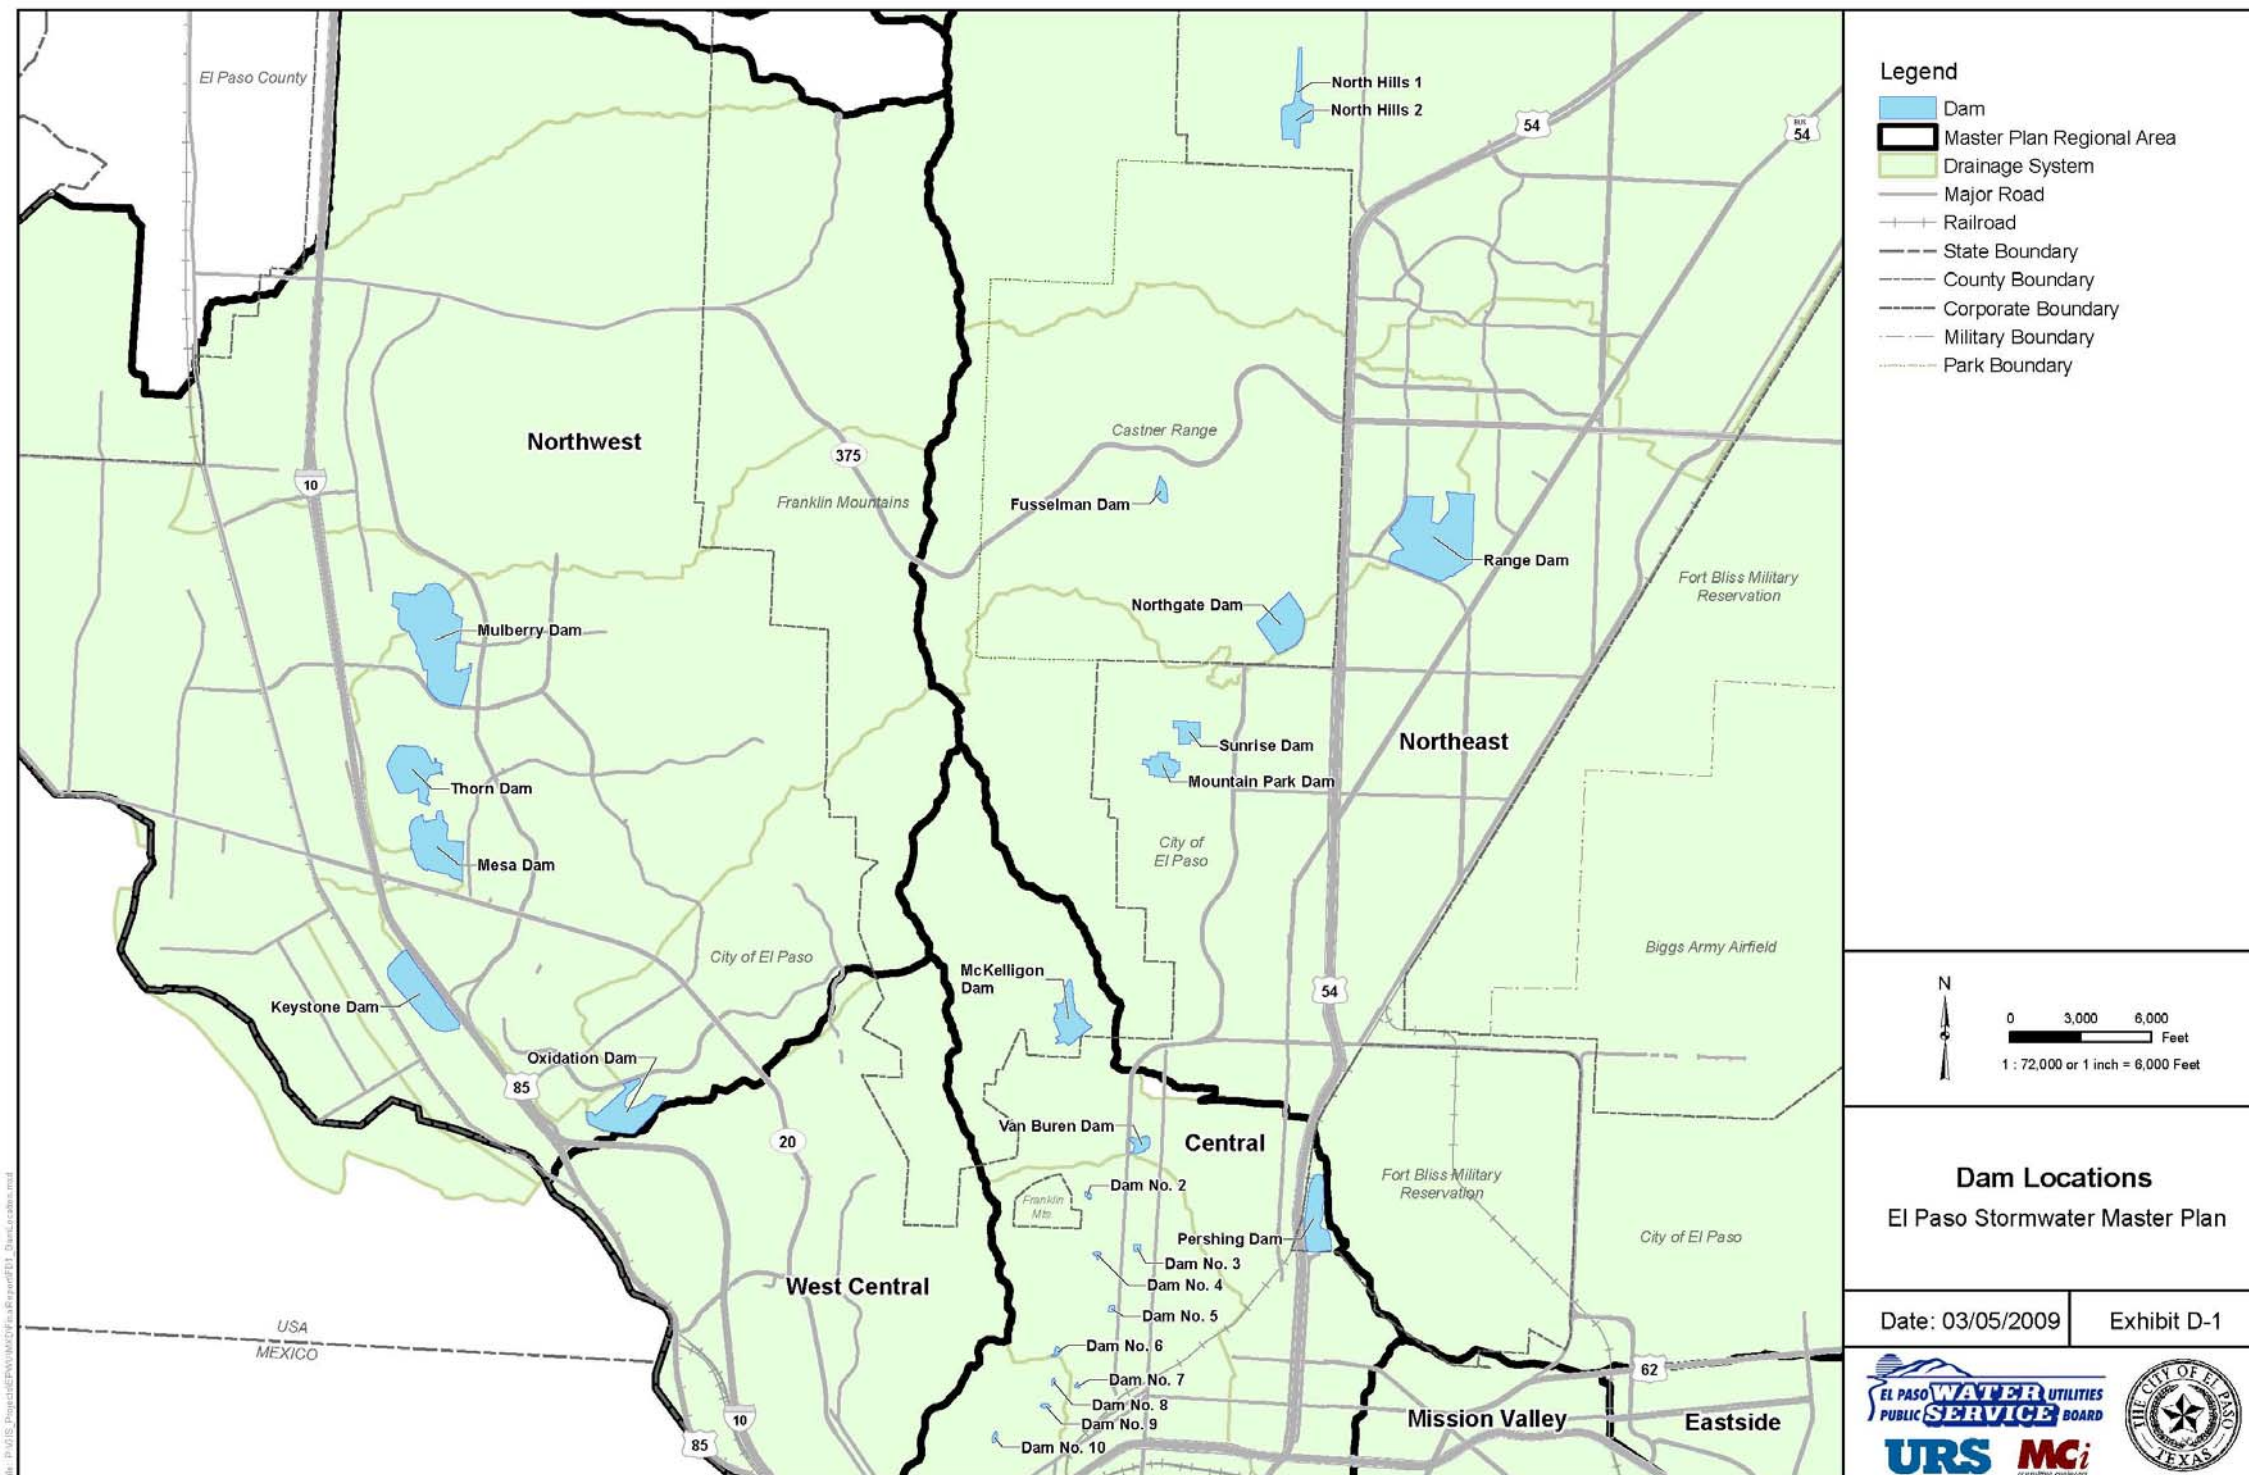 El Paso County
North Hills 1
North Hills 2
54
BUS
54
Northwest
10
375
Franklin Mountains
Castner Range
Fusselman Dam
Range Dam
Fort Bliss Military
Reservation
Northgate Dam
Mulberry Dam
Sunrise Dam
Northeast
Mountain Park Dam
Thorn Dam
Mesa Dam
City of
El Paso
City of El Paso
Biggs Army Airfield
McKelligon
Dam
54
Keystone Dam
Oxidation Dam
85
20
Van Buren Dam
Central
Dam No. 2
Franklin
Mts
Fort Bliss Military
Reservation
Pershing Dam
City of El Paso
Dam No. 3
Dam No. 4
West Central
Dam No. 5
USA
MEXICO
Dam No. 6
62
Dam No. 7
Dam No. 8
10
Dam No. 9
Mission Valley
Eastside
85
Dam No. 10
Legend
Dam
Master Plan Regional Area
Drainage System
Major Road
Railroad
State Boundary
County Boundary
Corporate Boundary
Military Boundary
Park Boundary
N
0 3,000 6,000
Feet
1 : 72,000 or 1 inch = 6,000 Feet
Dam Locations
El Paso Stormwater Master Plan
Date: 03/05/2009
Exhibit D-1
EL PASO WATER UTILITIES
PUBLIC SERVICE BOARD
URS
MCi
THE CITY OF EL PASO
TEXAS